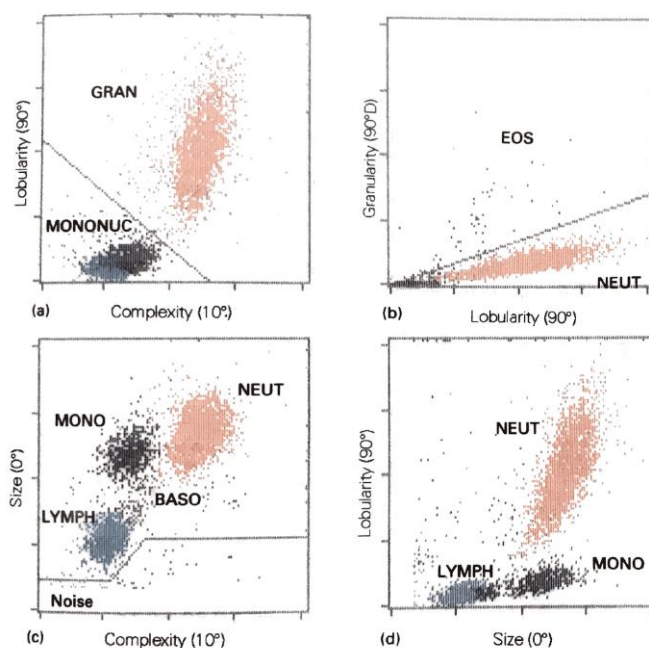 GRAN
MONONUC
Lobularity (90°)
(a)
Complexity (10°)
EOS
NEUT
Granularity (90°D)
(b)
Lobularity (90°)
NEUT
MONO
BASO
LYMPH
Noise
Size (0°)
(c)
Complexity (10°)
NEUT
LYMPH
MONO
Lobularity (90°)
(d)
Size (0°)